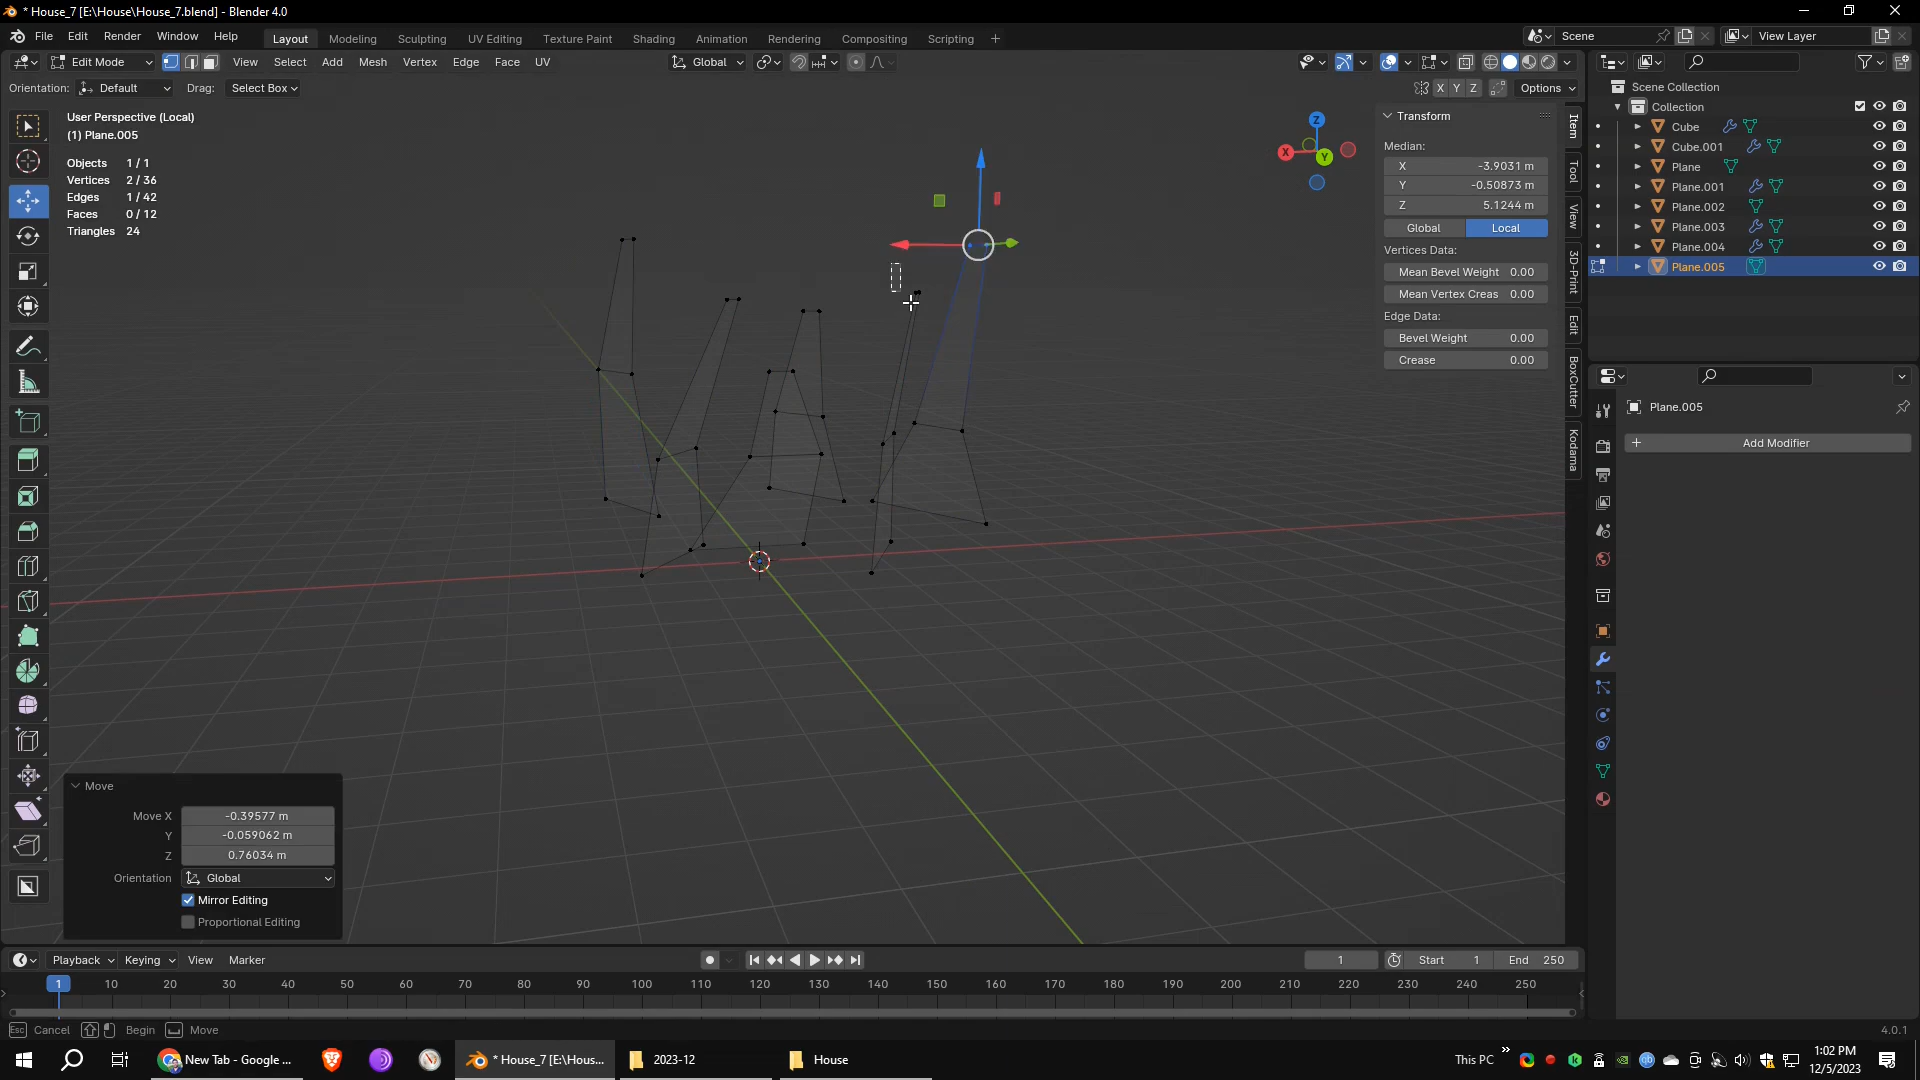 * House_7 [E:\House\House_7.blend] - Blender 4.0
File Edit Render Window Help
Layout Modeling Sculpting UV Editing Texture Paint Shading Animation Rendering Compositing Scripting +
Scene
View Layer
Edit Mode View Select Add Mesh Vertex Edge Face UV
Global
Orientation: Default Drag: Select Box
X Y Z Options
User Perspective (Local)
(1) Plane.005
Objects 1 / 1
Vertices 2 / 36
Edges 1 / 42
Faces 0 / 12
Triangles 24
Z
X Y
Transform
Median:
X -3.9031 m
Y -0.50873 m
Z 5.1244 m
Global Local
Vertices Data:
Mean Bevel Weight 0.00
Mean Vertex Creas 0.00
Edge Data:
Bevel Weight 0.00
Crease 0.00
Item
Tool
View
3D-Print
Edit
BoxCutter
Kodama
Scene Collection
Collection
Cube
Cube.001
Plane
Plane.001
Plane.002
Plane.003
Plane.004
Plane.005
Plane.005
+ Add Modifier
Move
Move X -0.39577 m
Y -0.059062 m
Z 0.76034 m
Orientation Global
Mirror Editing
Proportional Editing
Playback Keying View Marker
1 Start 1 End 250
1 10 20 30 40 50 60 70 80 90 100 110 120 130 140 150 160 170 180 190 200 210 220 230 240 250
Esc Cancel Begin Move
4.0.1
New Tab - Google ...
* House_7 [E:\Hous...
2023-12
House
This PC
1:02 PM
12/5/2023